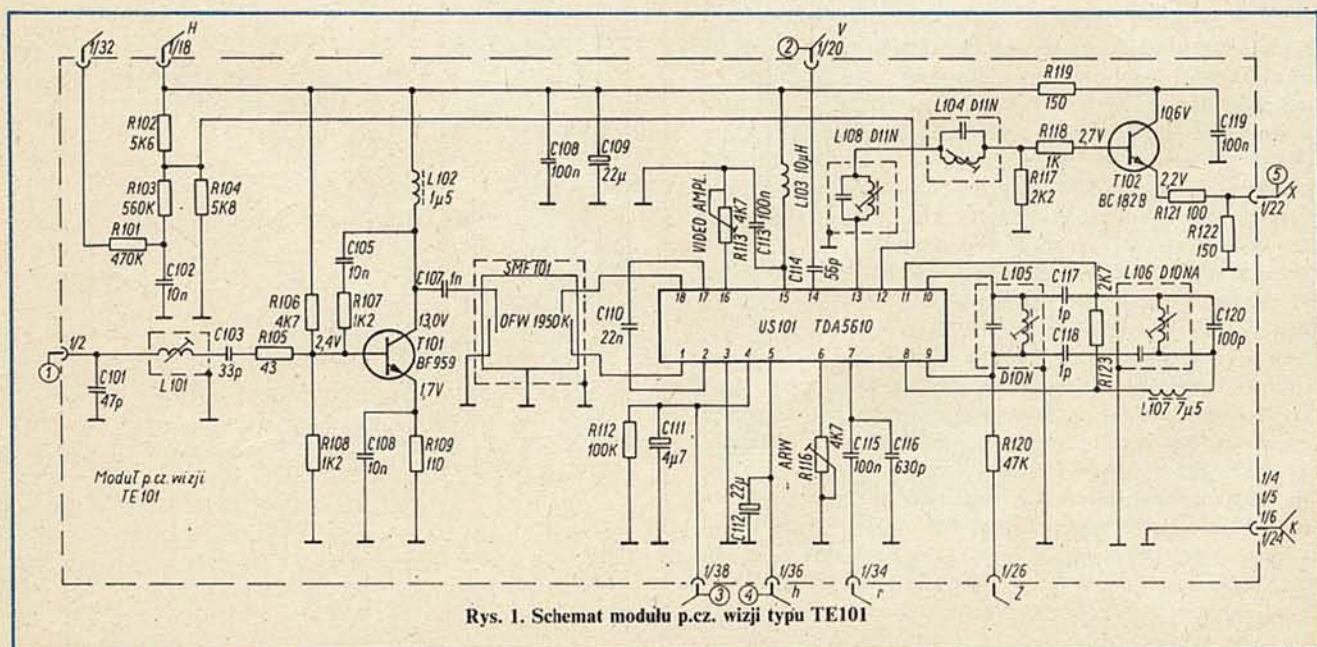 1/32
H
1/18
2
V
1/20
R119
150
L104 D11N
10,6V
R102
5K6
L108 D11N
R118
1K
2,7V
C119
100n
R103
560K
R104
5K8
C108
100n
C109
22µ
L102
1µ5
L103 10µH
R117
2K2
T102
BC182B
2,2V
5
X
1/22
R121 100
R122
150
R101
470K
C102
10n
C105
10n
VIDEO AMPL.
R113 4K7
C113 100n
C114
56p
R106
4K7
R107
1K2
C107 1n
SMF101
OFW 1950K
13,0V
2,4V
T101
BF959
1,7V
C110
22n
18 17 16 15 14 13 12 11 10
US101 TDA5610
1 2 3 4 5 6 7 8 9
L105
D10N
C117
1p
C118
1p
2K7
R123
L106 D10NA
C120
100p
L107 7µ5
1
1/2
C101
47p
L101
C103
33p
R105
43
R108
1K2
C108
10n
R109
110
R112
100K
C111
4µ7
C112 22µ
ARW
R116 4K7
C115
100n
C116
630p
R120
47K
Moduł p.cz. wizji
TE 101
1/4
1/5
1/6
1/24
K
1/38
3
1/36
4
h
1/34
r
1/26
Z
Rys. 1. Schemat modułu p.cz. wizji typu TE101